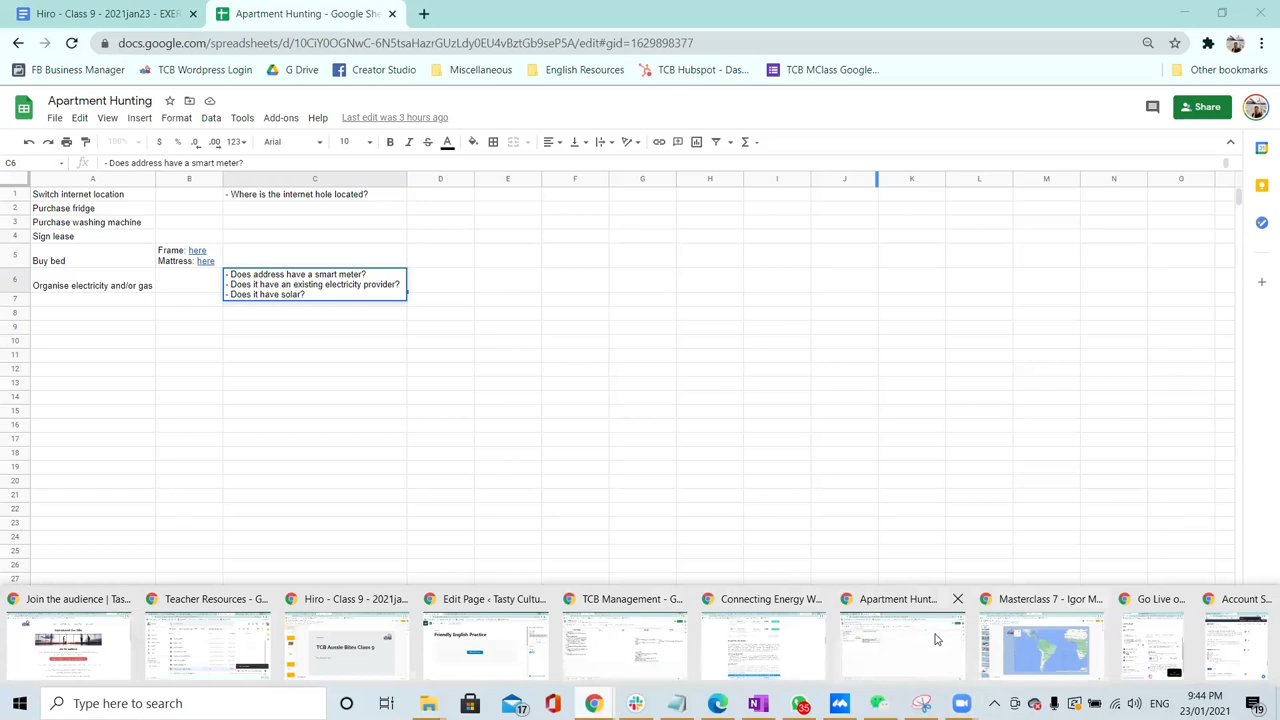 Hiro - Class 9 - 2021jan23 - EXER
Apartment Hunting - Google Shee
docs.google.com/spreadsheets/d/10CiY0OGNwC-6N5tsaHazrGUzLdy0EU4vtztGb9seP5A/edit#gid=1629898377
FB Business Manager
TCB Wordpress Login
G Drive
Creator Studio
Miscellaneous
English Resources
TCB Hubspot - Das...
TCB MClass Google...
Other bookmarks
Apartment Hunting
File Edit View Insert Format Data Tools Add-ons Help Last edit was 3 hours ago
Share
100% $ % .0 .00 123 Arial 10 B I S A
C6 fx - Does address have a smart meter?
A B C D E F G H I J K L M N O
1 Switch internet location - Where is the internet hole located?
2 Purchase fridge
3 Purchase washing machine
4 Sign lease
Frame: here
5 Buy bed Mattress: here
- Does address have a smart meter?
6 Organise electricity and/or gas - Does it have an existing electricity provider?
- Does it have solar?
7
8
9
10
11
12
13
14
15
16
17
18
19
20
21
22
23
24
25
26
27
Join the audience | Tas...
Teacher Resources - G...
Hiro - Class 9 - 2021ja...
Edit Page ‹ Tasty Cultu...
TCB Management - G...
Connecting Energy W...
Apartment Hunt...
Masterclass 7 - Igor M...
Go Live o...
Account S...
TCB Aussie Bites Class 9
Friendly English Practice
Type here to search
17
35
ENG
9:44 PM
23/01/2021
19